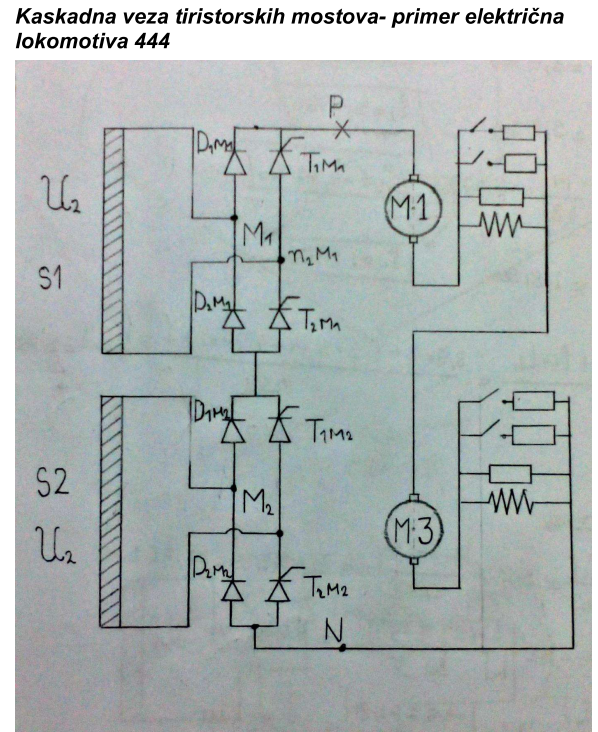 Kaskadna veza tiristorskih mostova- primer električna
lokomotiva 444
P
D₁M₁
T₁M₁
U₂
M·1
M₁
n₂M₁
S1
D₂M₁
T₂M₁
D₁M₂
T₁M₂
S2
M₂
M·3
U₂
D₂M₂
T₂M₂
N